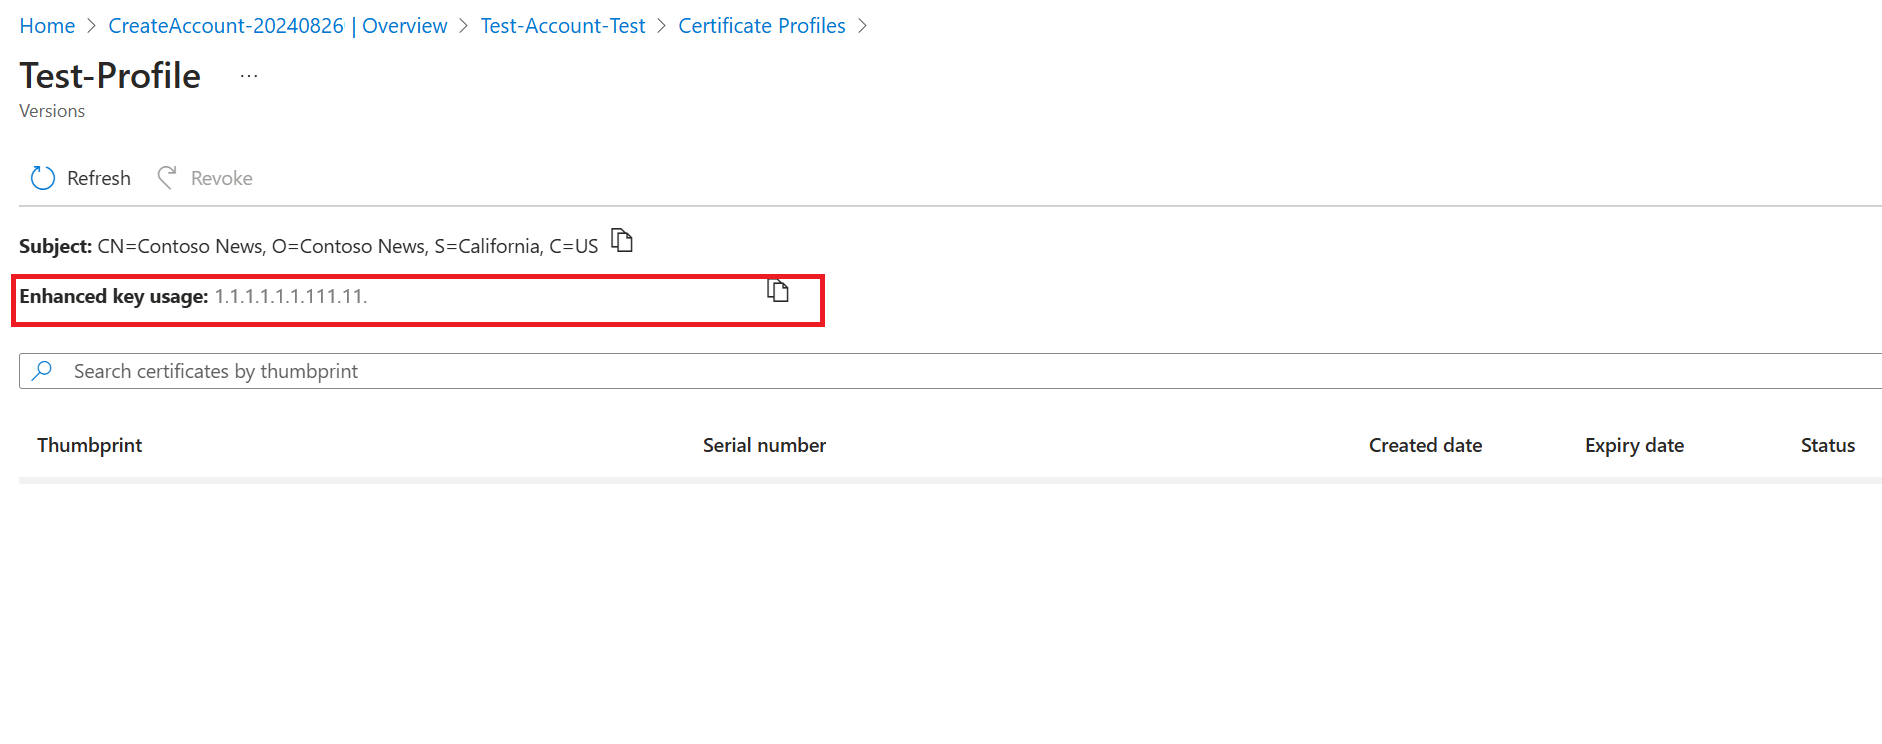 Home > CreateAccount-20240826 | Overview > Test-Account-Test > Certificate Profiles >
Test-Profile ...
Versions
Refresh Revoke
Subject: CN=Contoso News, O=Contoso News, S=California, C=US
Enhanced key usage: 1.1.1.1.1.1.111.11.
Search certificates by thumbprint
Thumbprint Serial number Created date Expiry date Status